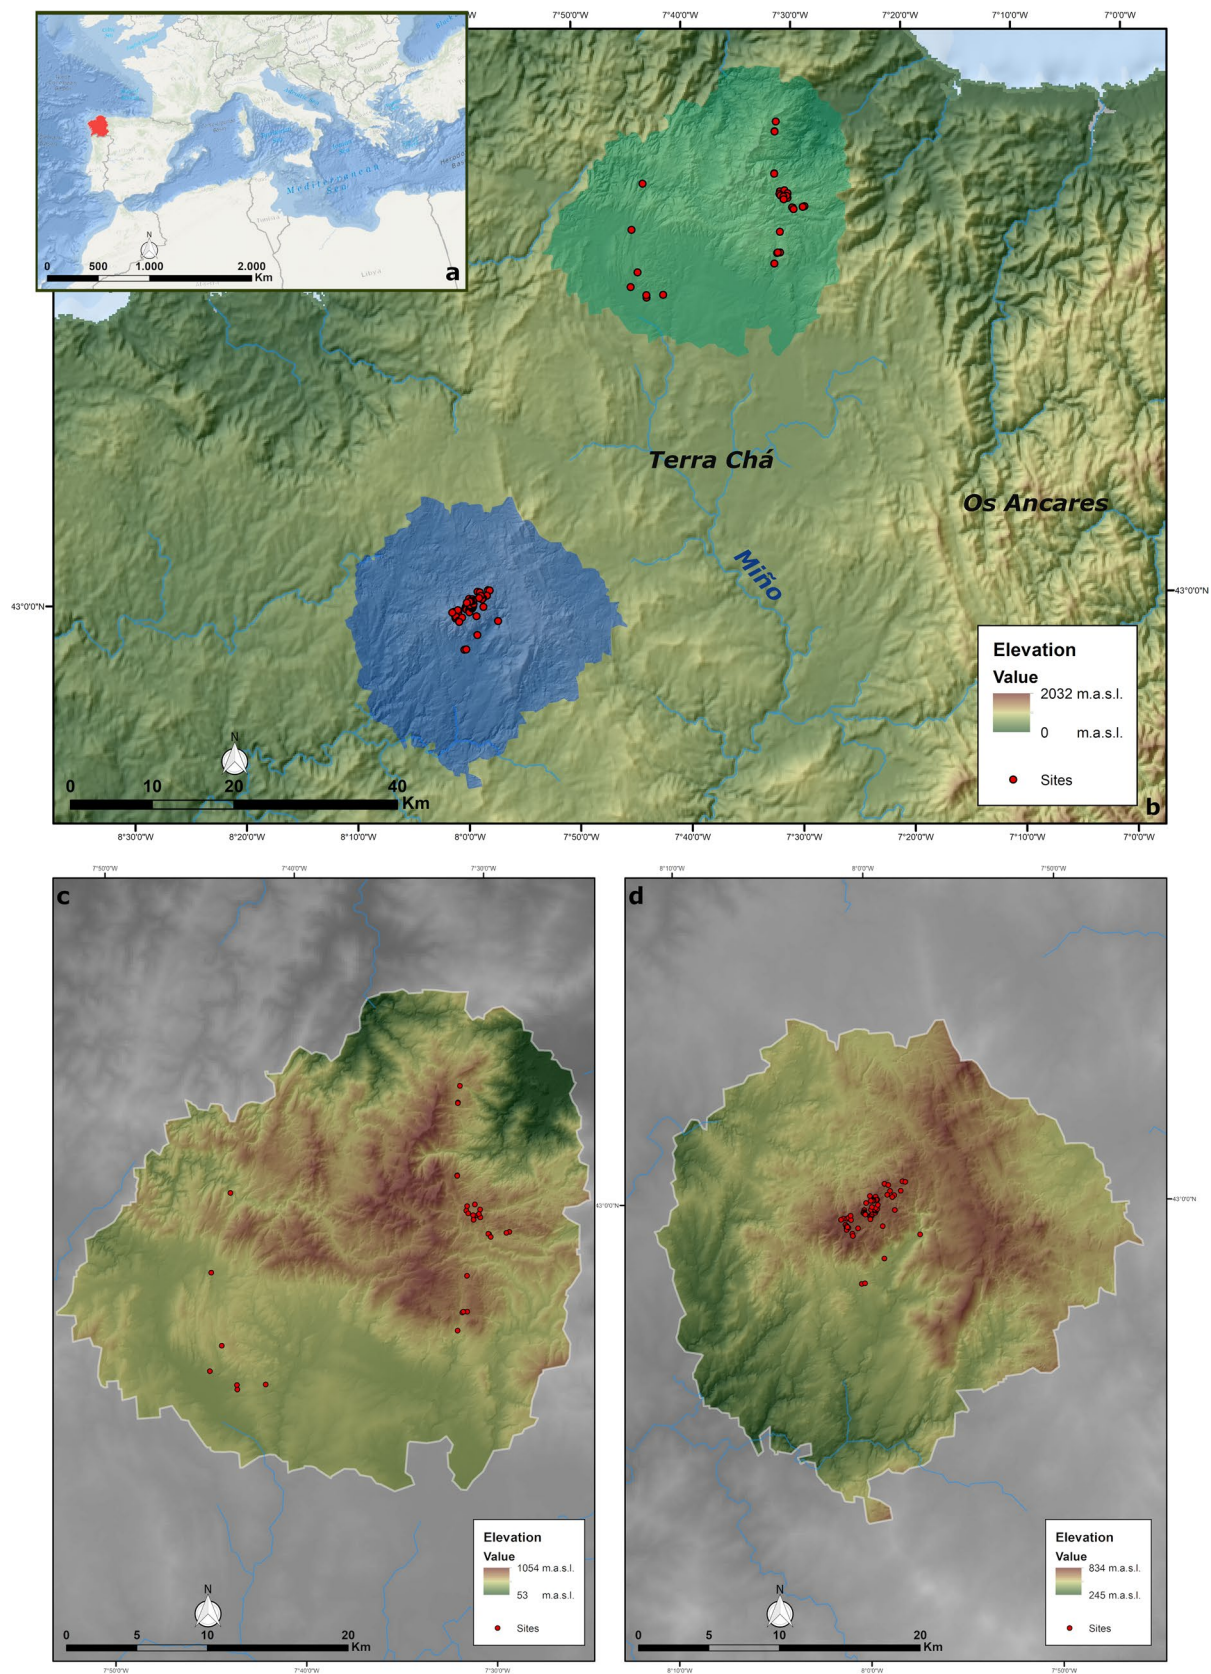 7°50'0"W 7°40'0"W 7°30'0"W 7°20'0"W 7°10'0"W 7°0'0"W
Mediterranean
Sea
Libya
N
0 500 1.000 2.000
Km
a
Terra Chá
Os Ancares
Miño
43°0'0"N
43°0'0"N
Elevation
Value
2032 m.a.s.l.
0 m.a.s.l.
Sites
N
0 10 20 40
Km
b
8°30'0"W 8°20'0"W 8°10'0"W 8°0'0"W 7°50'0"W 7°40'0"W 7°30'0"W 7°20'0"W 7°10'0"W 7°0'0"W
7°50'0"W 7°40'0"W 7°30'0"W
c
Elevation
Value
1054 m.a.s.l.
53 m.a.s.l.
Sites
N
0 5 10 20
Km
7°50'0"W 7°40'0"W 7°30'0"W
8°10'0"W 8°0'0"W 7°50'0"W
d
43°0'0"N
43°0'0"N
Elevation
Value
834 m.a.s.l.
245 m.a.s.l.
Sites
N
0 5 10 20
Km
8°10'0"W 8°0'0"W 7°50'0"W